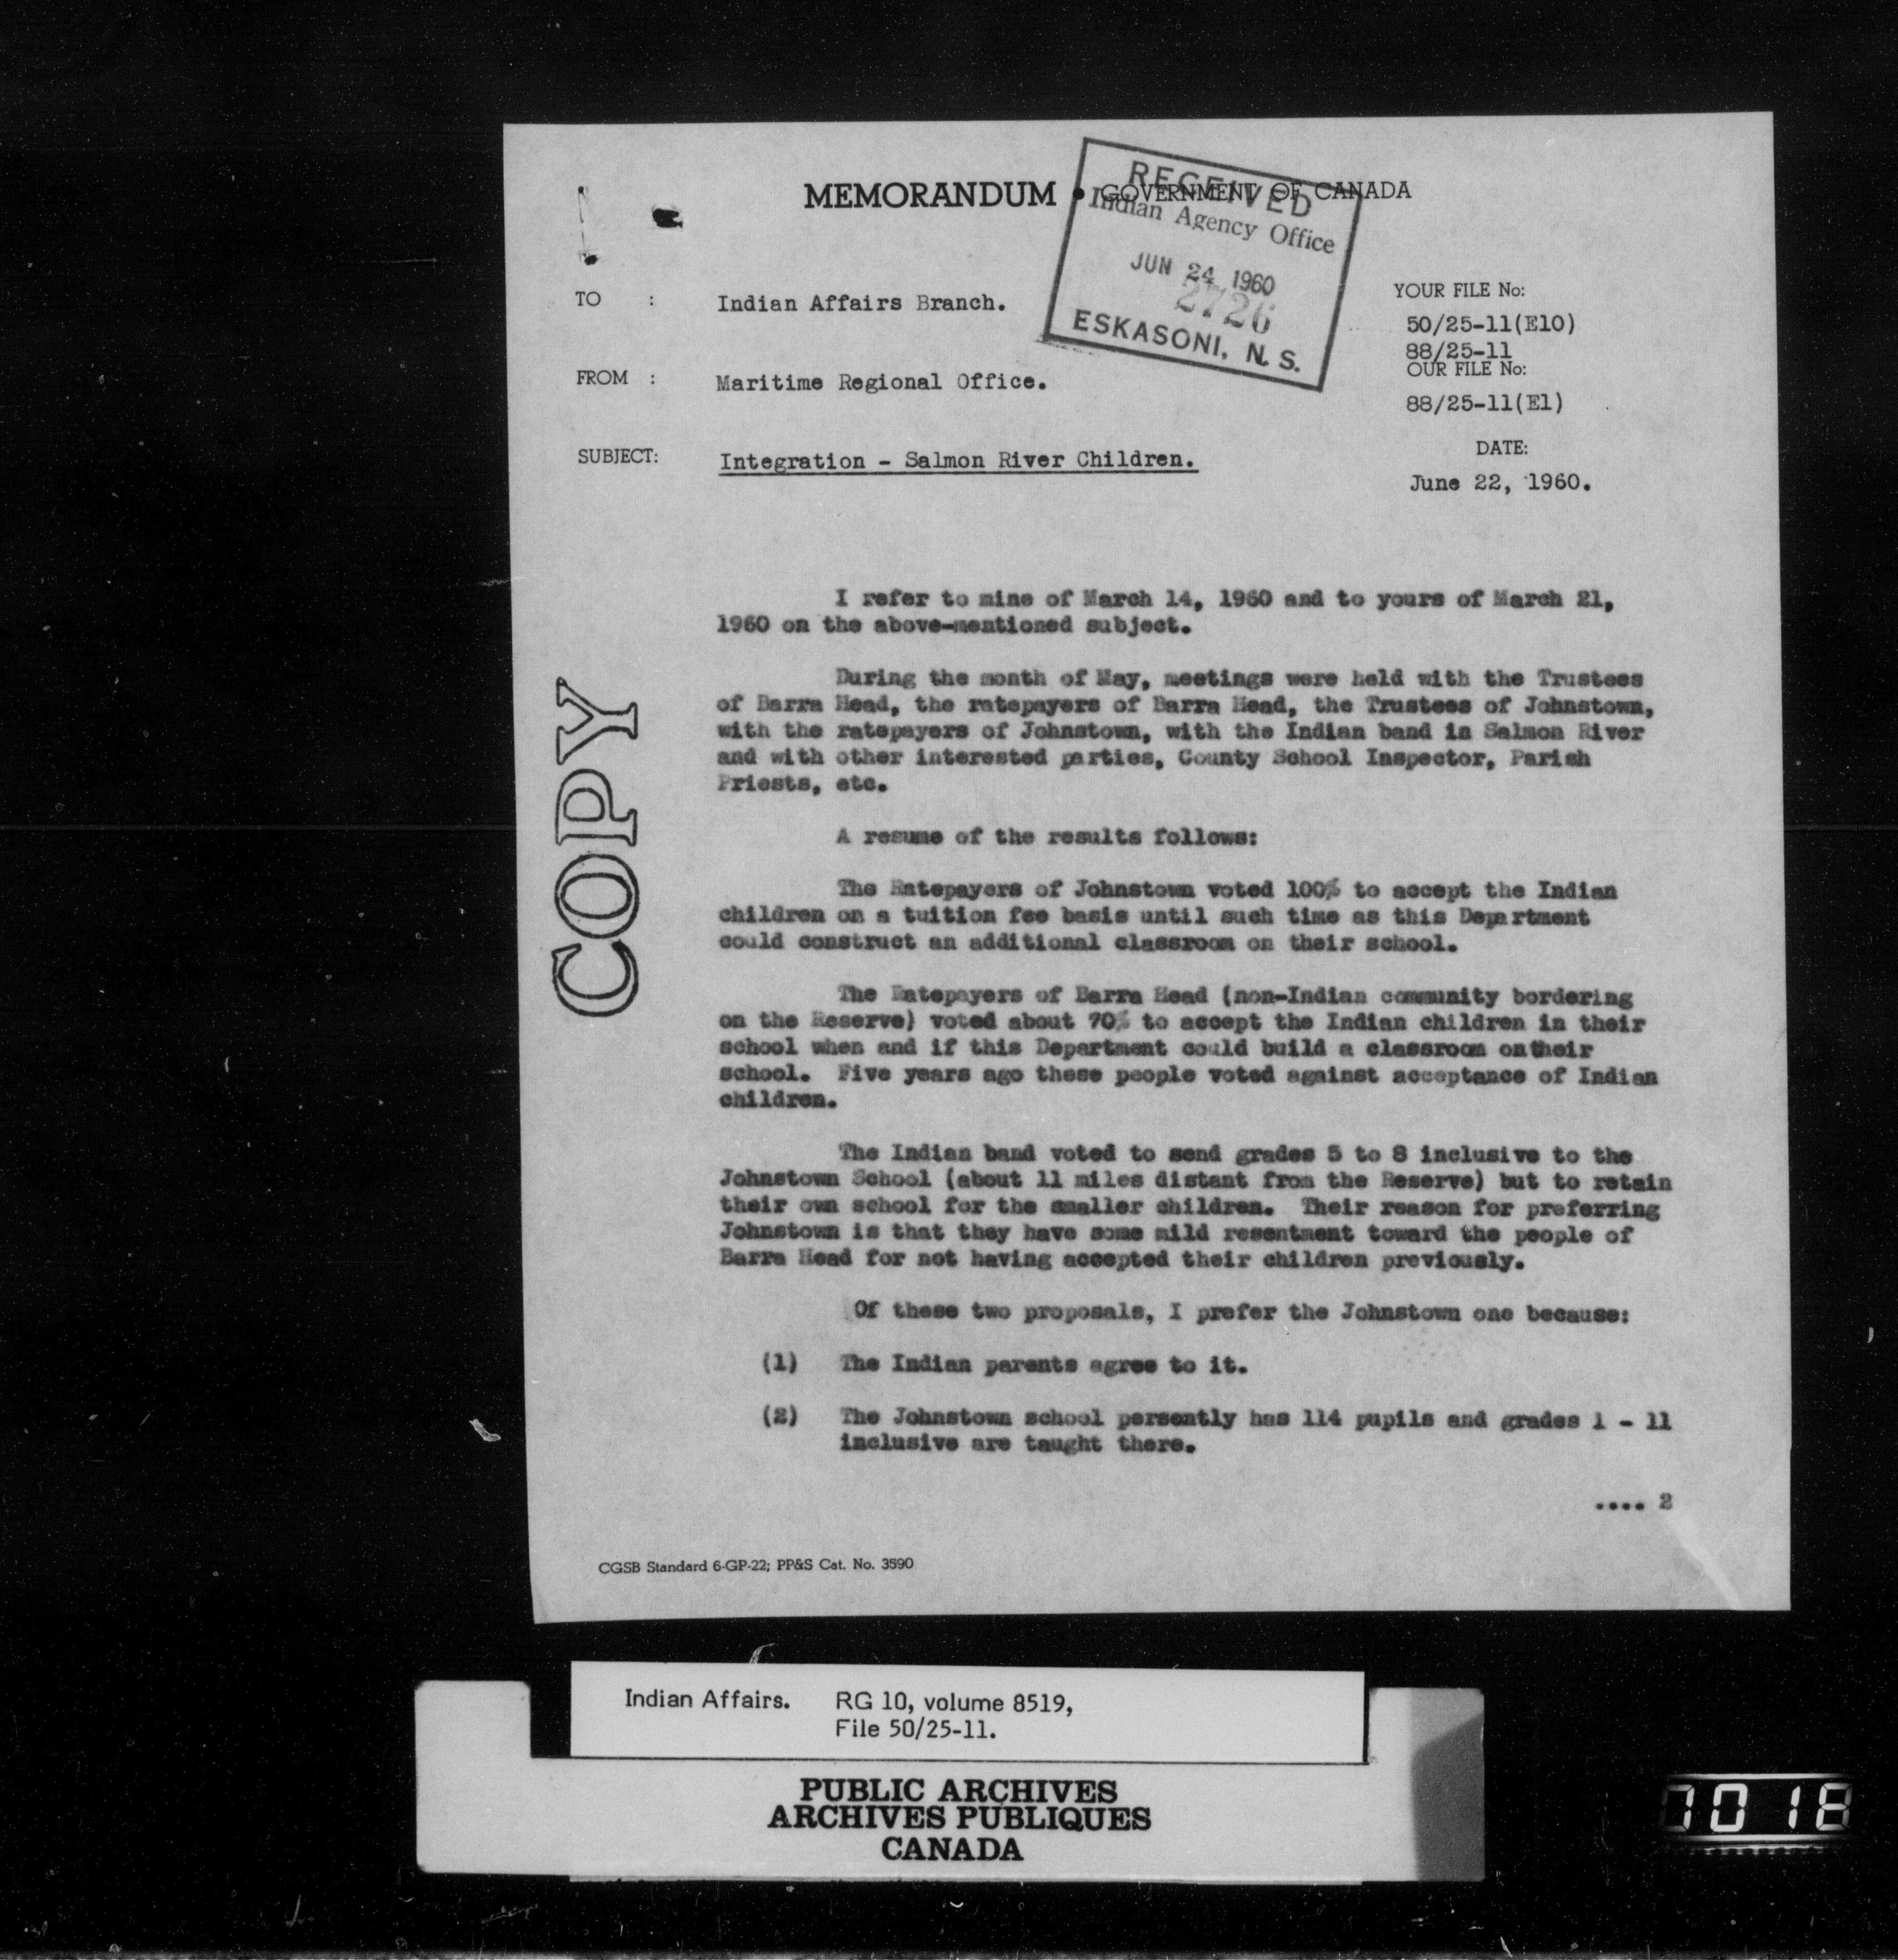 MEMORANDUM • GOVERNMENT OF CANADA
RECEIVED
Indian Agency Office
JUN 24 1960
2726
ESKASONI, N. S.
TO :
Indian Affairs Branch.
YOUR FILE No:
50/25-11(E10)
88/25-11
FROM :
Maritime Regional Office.
OUR FILE No:
88/25-11(E1)
SUBJECT:
Integration - Salmon River Children.
DATE:
June 22, 1960.
COPY
I refer to mine of March 14, 1960 and to yours of March 21,
1960 on the above-mentioned subject.
During the month of May, meetings were held with the Trustees
of Barra Head, the ratepayers of Barra Head, the Trustees of Johnstown,
with the ratepayers of Johnstown, with the Indian band in Salmon River
and with other interested parties, County School Inspector, Parish
Priests, etc.
A resume of the results follows:
The Ratepayers of Johnstown voted 100% to accept the Indian
children on a tuition fee basis until such time as this Department
could construct an additional classroom on their school.
The Ratepayers of Barra Head (non-Indian community bordering
on the Reserve) voted about 70% to accept the Indian children in their
school when and if this Department could build a classroom ontheir
school. Five years ago these people voted against acceptance of Indian
children.
The Indian band voted to send grades 5 to 8 inclusive to the
Johnstown School (about 11 miles distant from the Reserve) but to retain
their own school for the smaller children. Their reason for preferring
Johnstown is that they have some mild resentment toward the people of
Barra Head for not having accepted their children previously.
Of these two proposals, I prefer the Johnstown one because:
(1) The Indian parents agree to it.
(2) The Johnstown school persently has 114 pupils and grades 1 - 11
inclusive are taught there.
.... 2
CGSB Standard 6-GP-22; PP&S Cat. No. 3590
Indian Affairs. RG 10, volume 8519,
File 50/25-11.
PUBLIC ARCHIVES
ARCHIVES PUBLIQUES
CANADA
1018